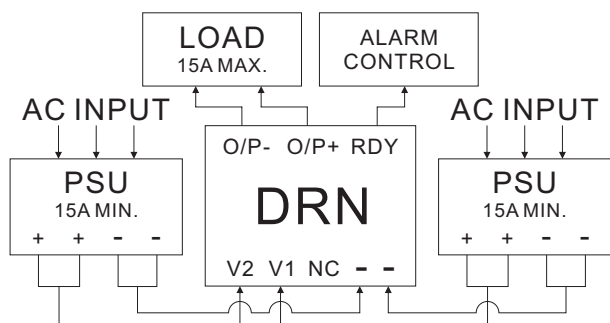 LOAD
15A MAX.
ALARM
CONTROL
AC INPUT
AC INPUT
O/P- O/P+ RDY
PSU
15A MIN.
+ + - -
DRN
PSU
15A MIN.
+ + - -
V2 V1 NC - -